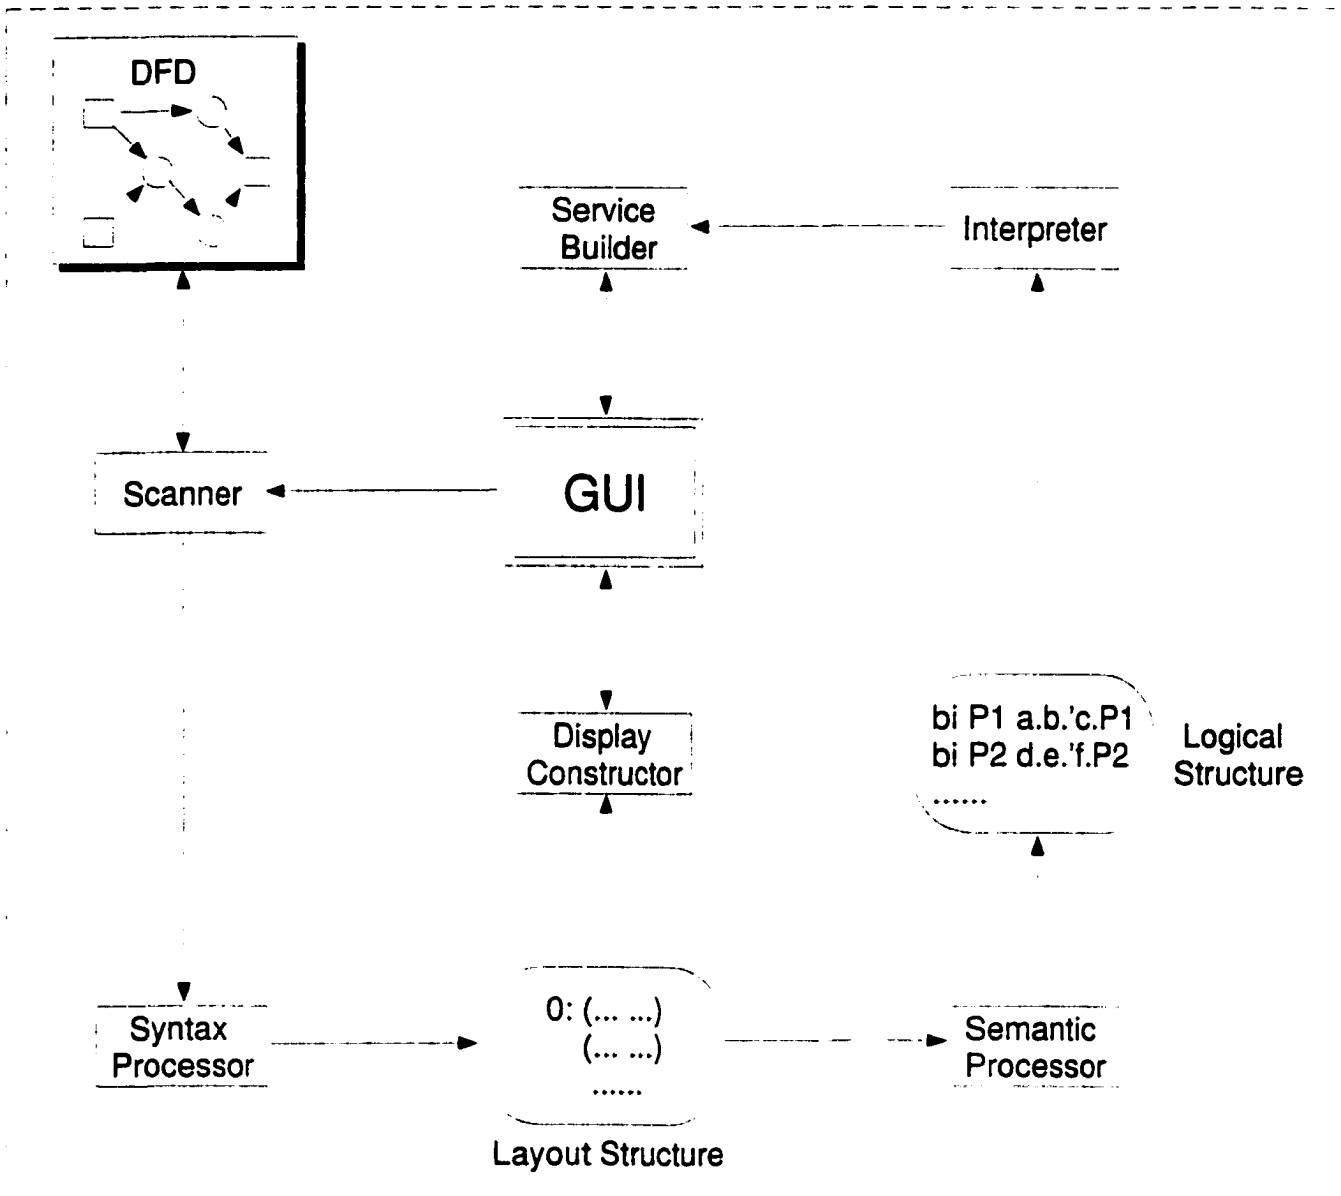 DFD
Service
Builder
Interpreter
Scanner
GUI
Display
Constructor
bi P1 a.b.'c.P1
bi P2 d.e.'f.P2
......
Logical
Structure
Syntax
Processor
0: (... ...)
(... ...)
......
Layout Structure
Semantic
Processor